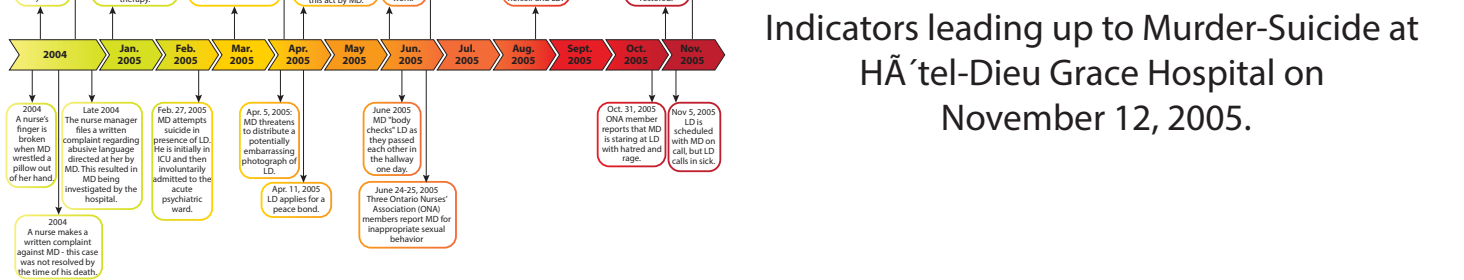 therapy.
this act by MD.
2004
Jan.
2005
Feb.
2005
Mar.
2005
Apr.
2005
May
2005
Jun.
2005
Jul.
2005
Aug.
2005
Sept.
2005
Oct.
2005
Nov.
2005
2004
A nurse's
finger is
broken
when MD
wrestled a
pillow out
of her hand.
Late 2004
The nurse manager
files a written
complaint regarding
abusive language
directed at her by
MD. This resulted in
MD being
investigated by the
hospital.
Feb. 27, 2005
MD attempts
suicide in
presence of LD.
He is initially in
ICU and then
involuntarily
admitted to the
acute
psychiatric
ward.
Apr. 5, 2005:
MD threatens
to distribute a
potentially
embarrassing
photograph of
LD.
June 2005
MD "body
checks" LD as
they passed
each other in
the hallway
one day.
Oct. 31, 2005
ONA member
reports that MD
is staring at LD
with hatred and
rage.
Nov 5, 2005
LD is
scheduled
with MD on
call, but LD
calls in sick.
Apr. 11, 2005
LD applies for a
peace bond.
June 24-25, 2005
Three Ontario Nurses'
Association (ONA)
members report MD for
inappropriate sexual
behavior
2004
A nurse makes a
written complaint
against MD - this case
was not resolved by
the time of his death.
Indicators leading up to Murder-Suicide at
HÃ´tel-Dieu Grace Hospital on
November 12, 2005.